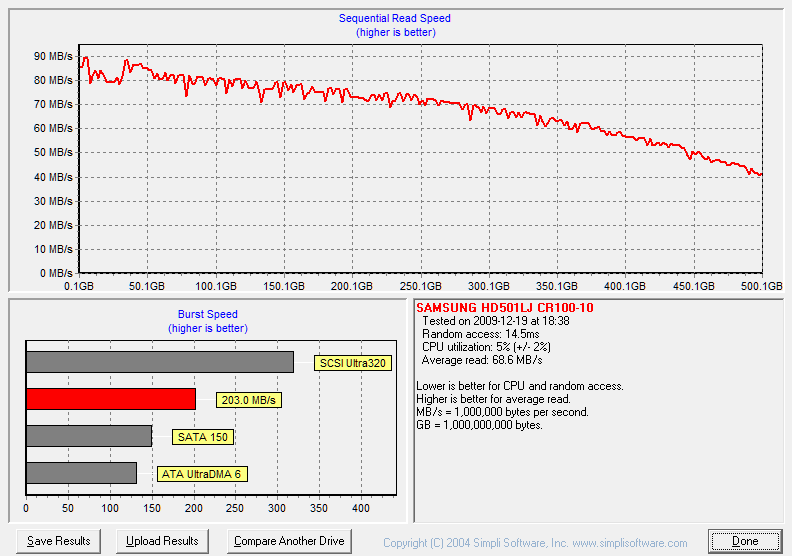 Sequential Read Speed
(higher is better)
90 MB/s
80 MB/s
70 MB/s
60 MB/s
50 MB/s
40 MB/s
30 MB/s
20 MB/s
10 MB/s
0 MB/s
0.1GB 50.1GB 100.1GB 150.1GB 200.1GB 250.1GB 300.1GB 350.1GB 400.1GB 450.1GB 500.1GB
Burst Speed
(higher is better)
SCSI Ultra320
203.0 MB/s
SATA 150
ATA UltraDMA 6
0 50 100 150 200 250 300 350 400
SAMSUNG HD501LJ CR100-10
Tested on 2009-12-19 at 18:38
Random access: 14.5ms
CPU utilization: 5% (+/- 2%)
Average read: 68.6 MB/s
Lower is better for CPU and random access.
Higher is better for average read.
MB/s = 1,000,000 bytes per second.
GB = 1,000,000,000 bytes.
Save Results Upload Results Compare Another Drive Copyright (C) 2004 Simpli Software, Inc. www.simplisoftware.com Done